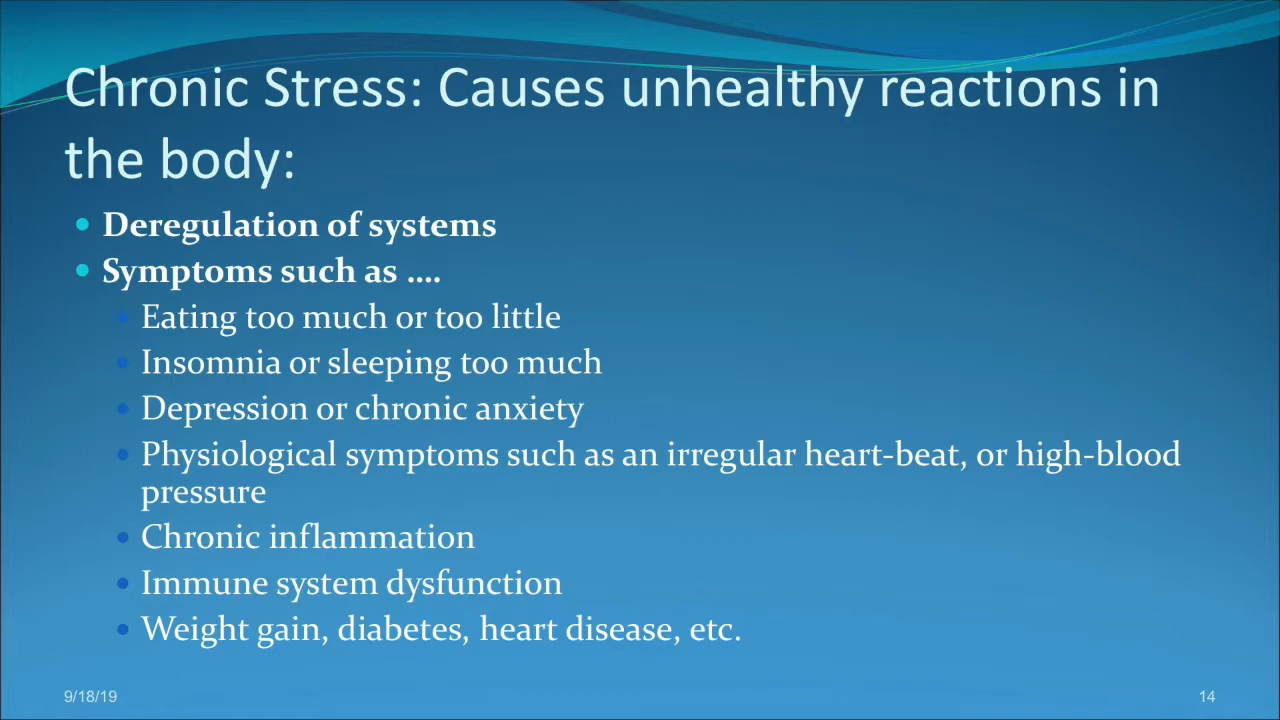 Chronic Stress: Causes unhealthy reactions in
the body:
Deregulation of systems
Symptoms such as ....
Eating too much or too little
Insomnia or sleeping too much
Depression or chronic anxiety
Physiological symptoms such as an irregular heart-beat, or high-blood
pressure
Chronic inflammation
Immune system dysfunction
Weight gain, diabetes, heart disease, etc.
9/18/19
14